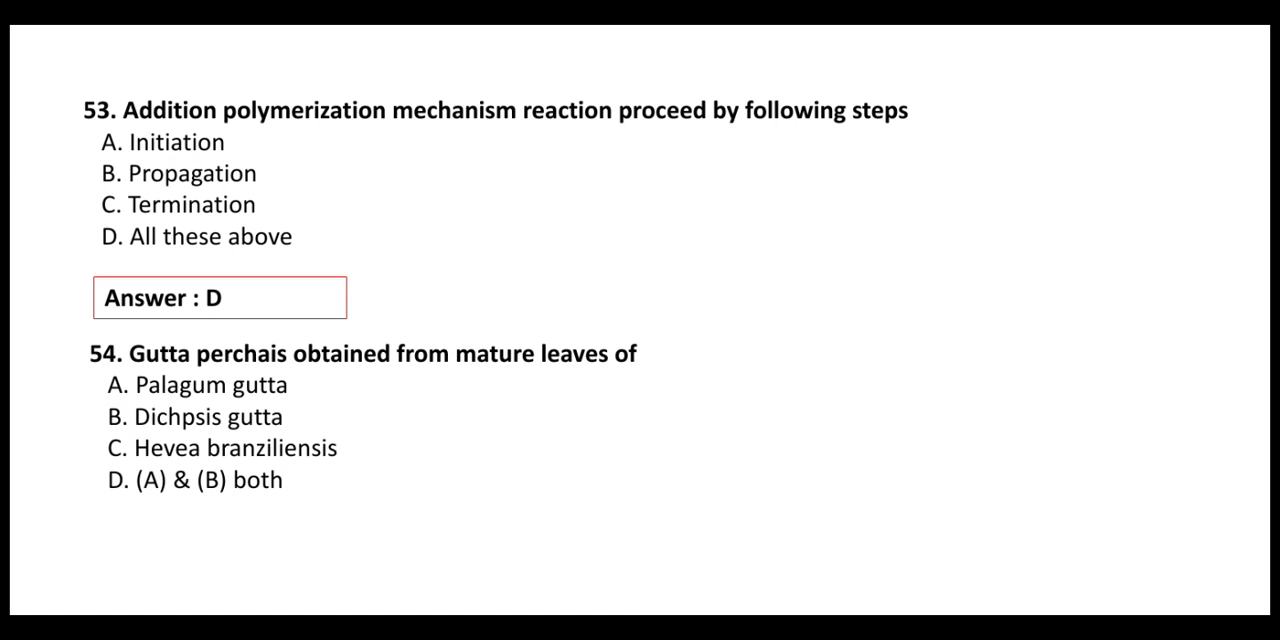 53. Addition polymerization mechanism reaction proceed by following steps
A. Initiation
B. Propagation
C. Termination
D. All these above
Answer : D
54. Gutta perchais obtained from mature leaves of
A. Palagum gutta
B. Dichpsis gutta
C. Hevea branziliensis
D. (A) & (B) both